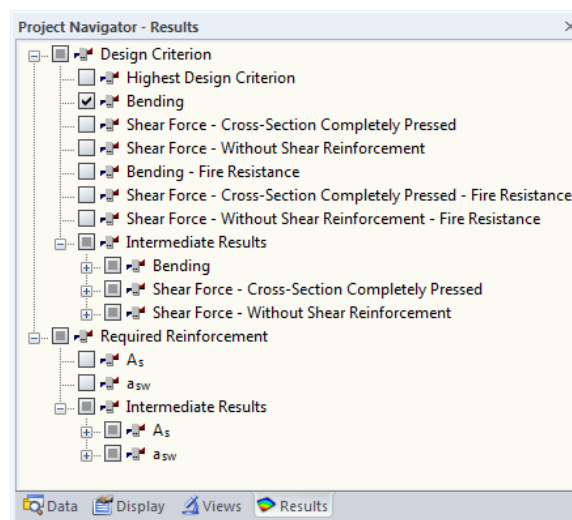 Project Navigator - Results
Design Criterion
Highest Design Criterion
Bending
Shear Force - Cross-Section Completely Pressed
Shear Force - Without Shear Reinforcement
Bending - Fire Resistance
Shear Force - Cross-Section Completely Pressed - Fire Resistance
Shear Force - Without Shear Reinforcement - Fire Resistance
Intermediate Results
Bending
Shear Force - Cross-Section Completely Pressed
Shear Force - Without Shear Reinforcement
Required Reinforcement
As
asw
Intermediate Results
As
asw
Data Display Views Results